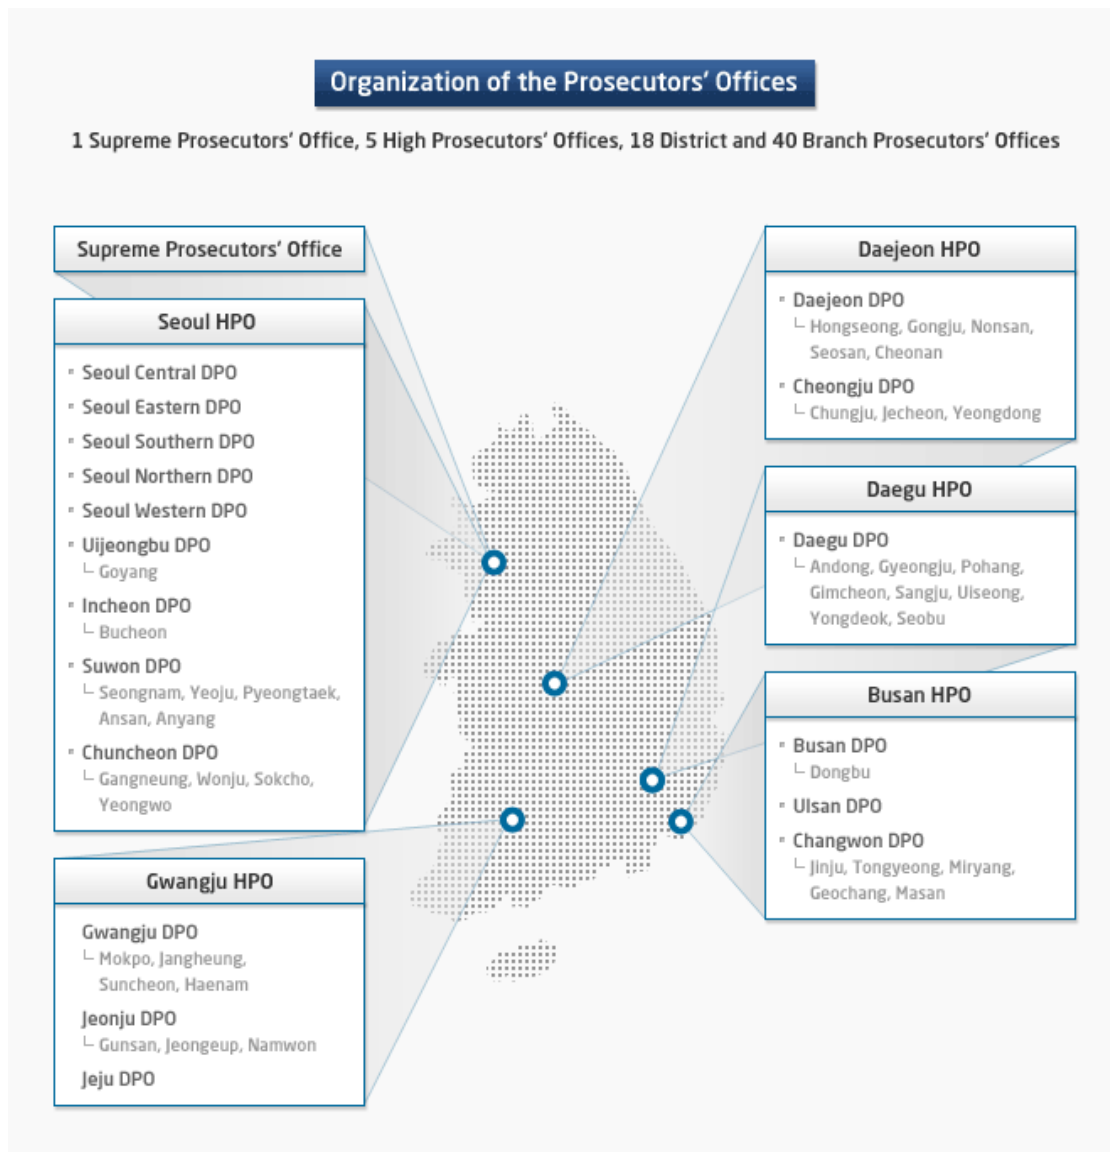 Organization of the Prosecutors' Offices
1 Supreme Prosecutors' Office, 5 High Prosecutors' Offices, 18 District and 40 Branch Prosecutors' Offices
Supreme Prosecutors' Office
Seoul HPO
Seoul Central DPO
Seoul Eastern DPO
Seoul Southern DPO
Seoul Northern DPO
Seoul Western DPO
Uijeongbu DPO
Goyang
Incheon DPO
Bucheon
Suwon DPO
Seongnam, Yeoju, Pyeongtaek,
Ansan, Anyang
Chuncheon DPO
Gangneung, Wonju, Sokcho,
Yeongwo
Gwangju HPO
Gwangju DPO
Mokpo, Jangheung,
Suncheon, Haenam
Jeonju DPO
Gunsan, Jeongeup, Namwon
Jeju DPO
Daejeon HPO
Daejeon DPO
Hongseong, Gongju, Nonsan,
Seosan, Cheonan
Cheongju DPO
Chungju, Jecheon, Yeongdong
Daegu HPO
Daegu DPO
Andong, Gyeongju, Pohang,
Gimcheon, Sangju, Uiseong,
Yongdeok, Seobu
Busan HPO
Busan DPO
Dongbu
Ulsan DPO
Changwon DPO
Jinju, Tongyeong, Miryang,
Geochang, Masan